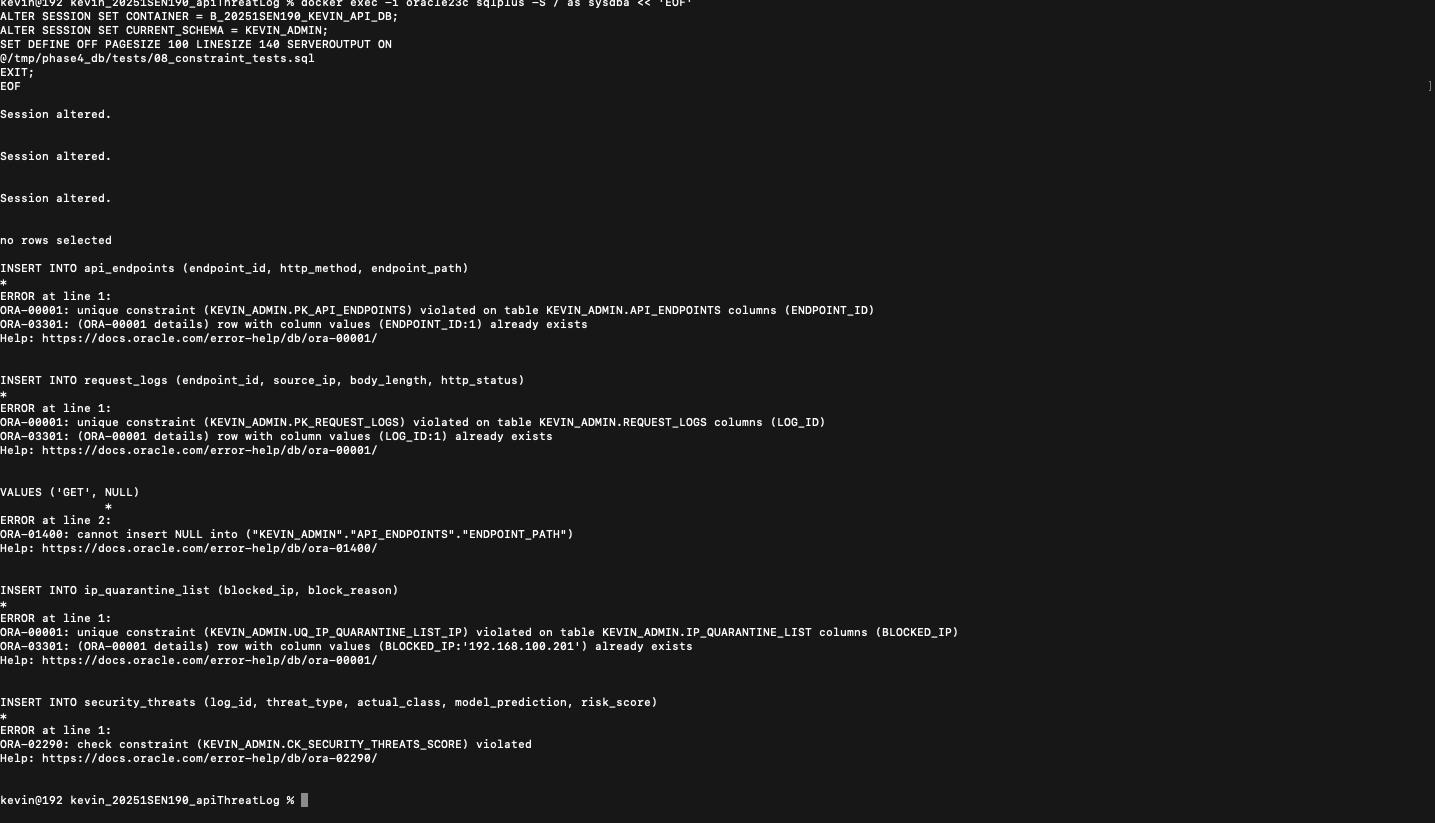 kevin@192 kevin_20251SEN190_apiThreatLog % docker exec -i oracle23c sqlplus -S / as sysdba << 'EOF'
ALTER SESSION SET CONTAINER = B_20251SEN190_KEVIN_API_DB;
ALTER SESSION SET CURRENT_SCHEMA = KEVIN_ADMIN;
SET DEFINE OFF PAGESIZE 100 LINESIZE 140 SERVEROUTPUT ON
@/tmp/phase4_db/tests/08_constraint_tests.sql
EXIT;
EOF
]
Session altered.
Session altered.
Session altered.
no rows selected
INSERT INTO api_endpoints (endpoint_id, http_method, endpoint_path)
*
ERROR at line 1:
ORA-00001: unique constraint (KEVIN_ADMIN.PK_API_ENDPOINTS) violated on table KEVIN_ADMIN.API_ENDPOINTS columns (ENDPOINT_ID)
ORA-03301: (ORA-00001 details) row with column values (ENDPOINT_ID:1) already exists
Help: https://docs.oracle.com/error-help/db/ora-00001/
INSERT INTO request_logs (endpoint_id, source_ip, body_length, http_status)
*
ERROR at line 1:
ORA-00001: unique constraint (KEVIN_ADMIN.PK_REQUEST_LOGS) violated on table KEVIN_ADMIN.REQUEST_LOGS columns (LOG_ID)
ORA-03301: (ORA-00001 details) row with column values (LOG_ID:1) already exists
Help: https://docs.oracle.com/error-help/db/ora-00001/
VALUES ('GET', NULL)
*
ERROR at line 2:
ORA-01400: cannot insert NULL into ("KEVIN_ADMIN"."API_ENDPOINTS"."ENDPOINT_PATH")
Help: https://docs.oracle.com/error-help/db/ora-01400/
INSERT INTO ip_quarantine_list (blocked_ip, block_reason)
*
ERROR at line 1:
ORA-00001: unique constraint (KEVIN_ADMIN.UQ_IP_QUARANTINE_LIST_IP) violated on table KEVIN_ADMIN.IP_QUARANTINE_LIST columns (BLOCKED_IP)
ORA-03301: (ORA-00001 details) row with column values (BLOCKED_IP:'192.168.100.201') already exists
Help: https://docs.oracle.com/error-help/db/ora-00001/
INSERT INTO security_threats (log_id, threat_type, actual_class, model_prediction, risk_score)
*
ERROR at line 1:
ORA-02290: check constraint (KEVIN_ADMIN.CK_SECURITY_THREATS_SCORE) violated
Help: https://docs.oracle.com/error-help/db/ora-02290/
kevin@192 kevin_20251SEN190_apiThreatLog %